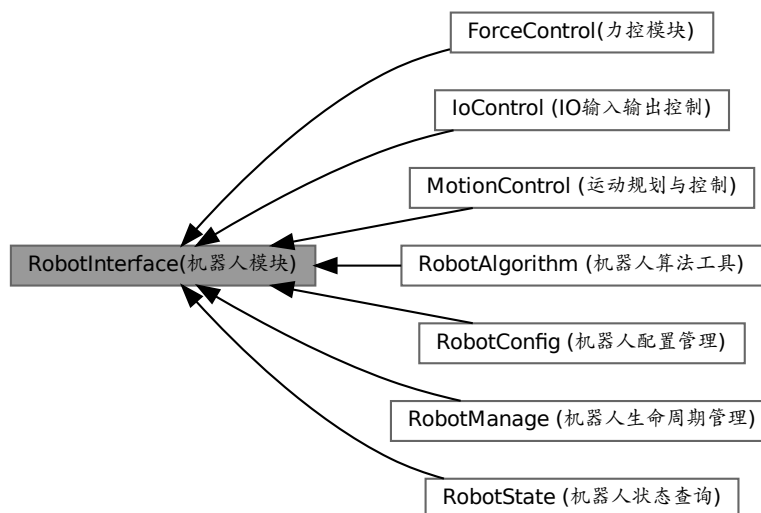 ForceControl(力控模块)
IoControl (IO输入输出控制)
MotionControl (运动规划与控制)
RobotInterface(机器人模块)
RobotAlgorithm (机器人算法工具)
RobotConfig (机器人配置管理)
RobotManage (机器人生命周期管理)
RobotState (机器人状态查询)